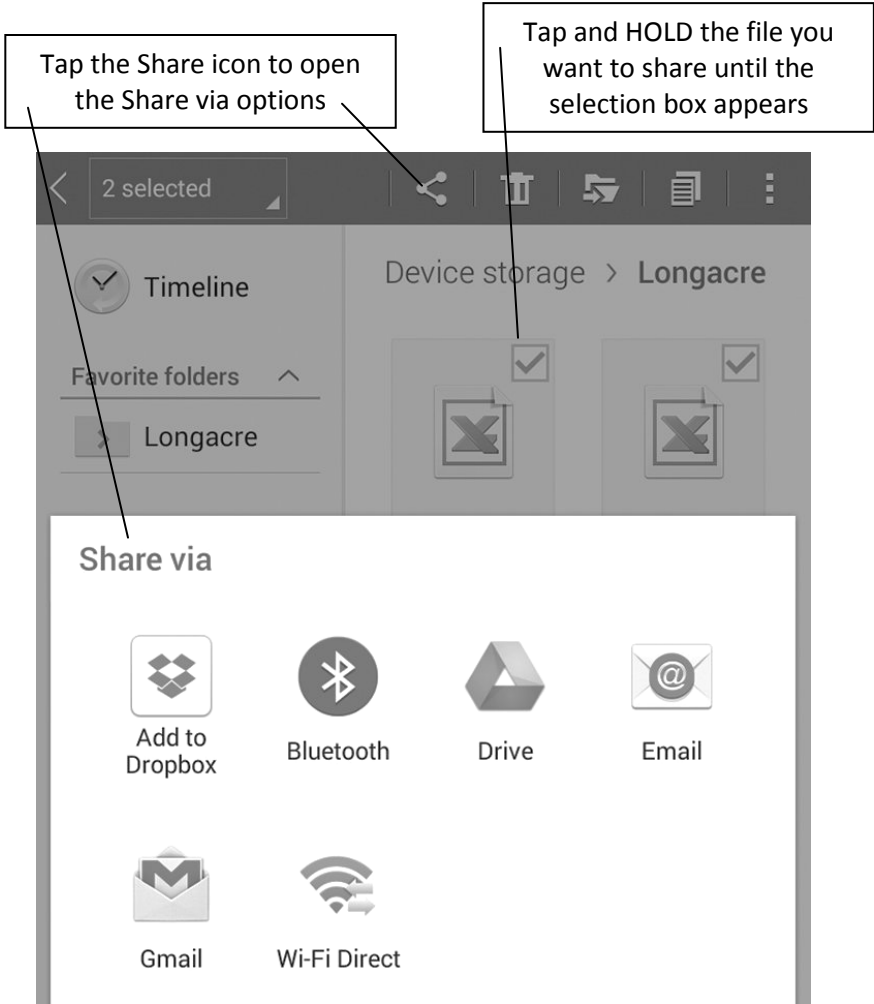 Tap and HOLD the file you
want to share until the
selection box appears
Tap the Share icon to open
the Share via options
2 selected
Timeline
Device storage > Longacre
Favorite folders
Longacre
Share via
Add to
Dropbox
Bluetooth
Drive
Email
Gmail
Wi-Fi Direct